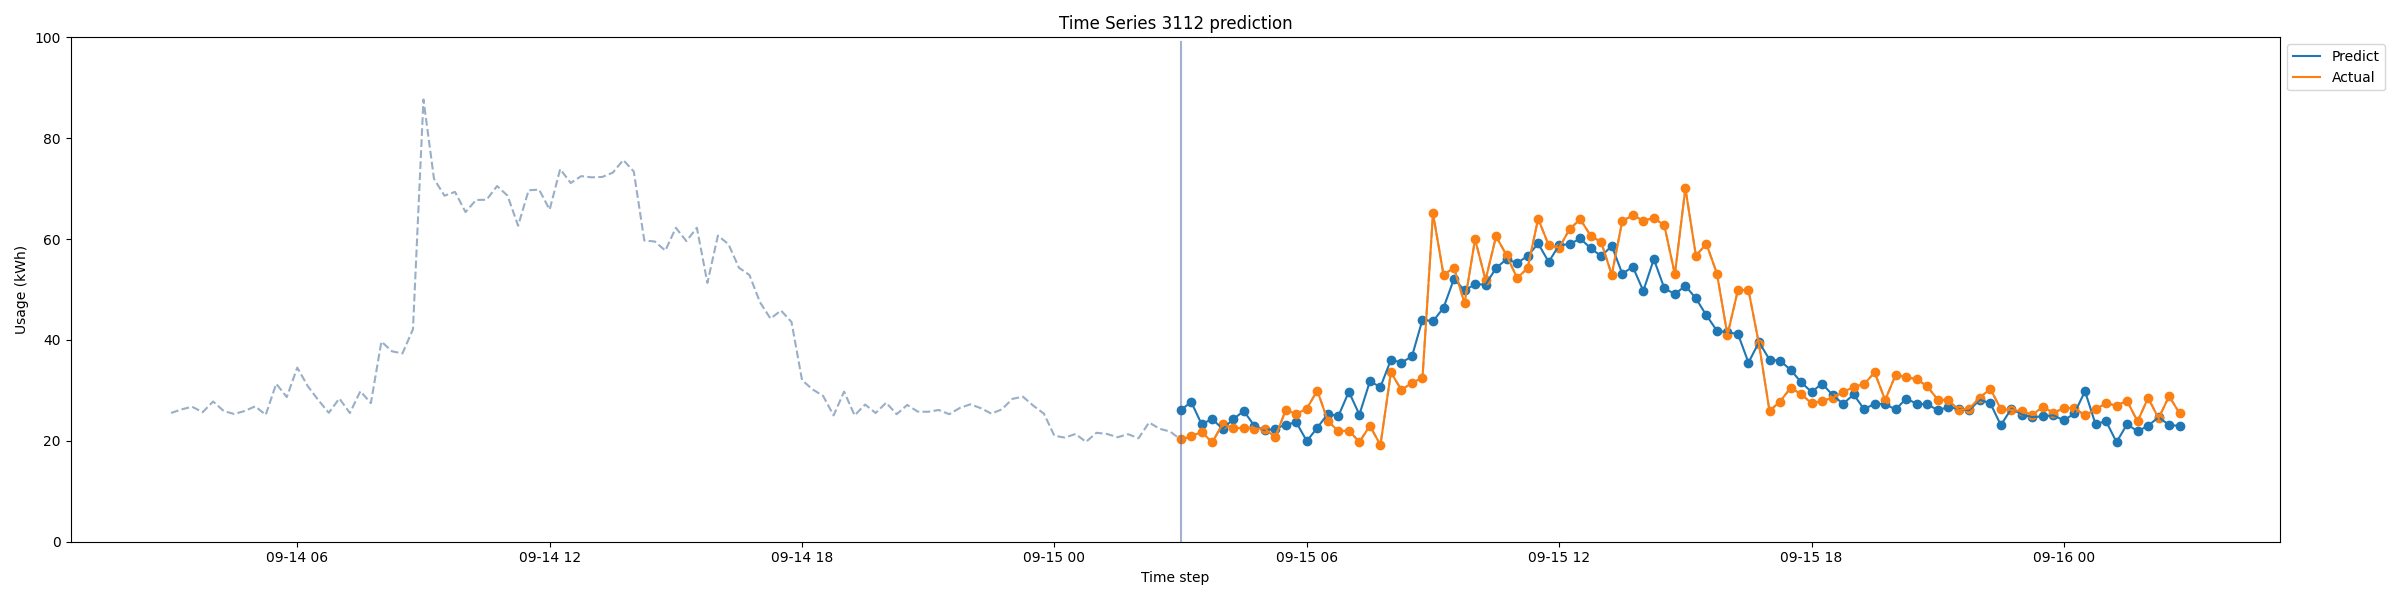 Time Series 3112 prediction
Usage (kWh)
100
80
60
40
20
0
09-14 06
09-14 12
09-14 18
09-15 00
09-15 06
09-15 12
09-15 18
09-16 00
Time step
Predict
Actual